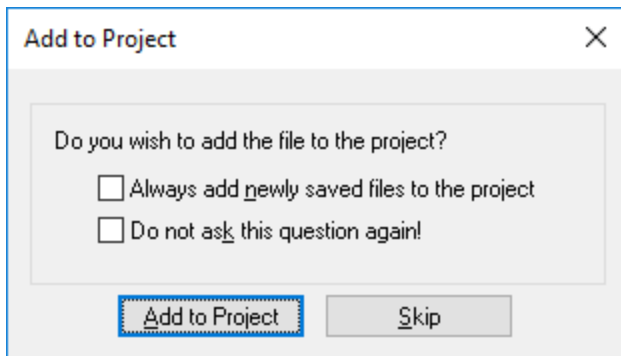 Add to Project
Do you wish to add the file to the project?
Always add newly saved files to the project
Do not ask this question again!
Add to Project
Skip